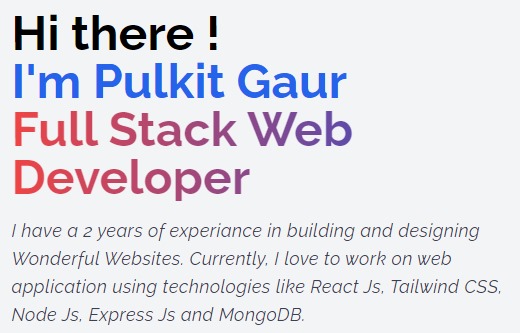 Hi there !
I'm Pulkit Gaur
Full Stack Web
Developer
I have a 2 years of experiance in building and designing
Wonderful Websites. Currently, I love to work on web
application using technologies like React Js, Tailwind CSS,
Node Js, Express Js and MongoDB.